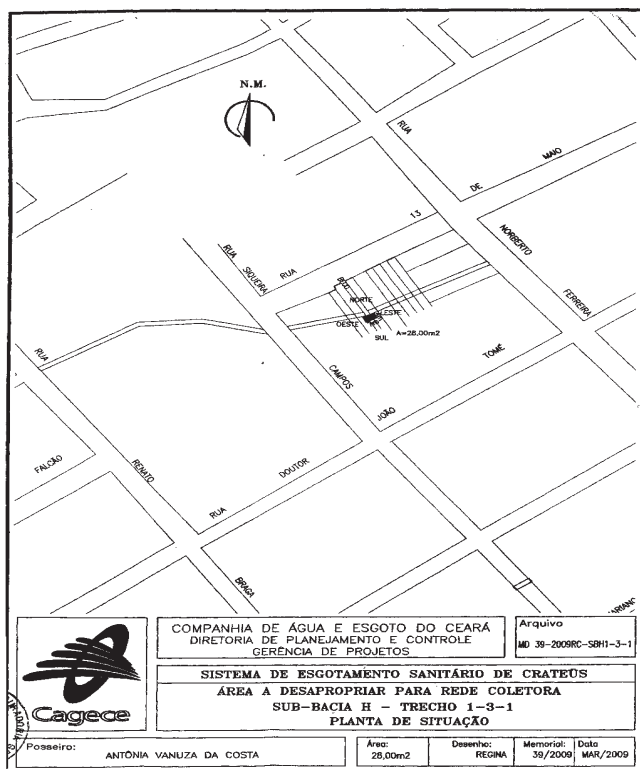 N.M.
RUA
MAIO
DE
13
NORBERTO
FERREIRA
RUA
SIQUEIRA
RUA
NORTE
LESTE
OESTE
SUL
A=28,00m2
RUA
CAMPOS
TOMÉ
JOÃO
FALCÃO
RENATO
DOUTOR
RUA
BRAGA
COMPANHIA DE ÁGUA E ESGOTO DO CEARÁ
DIRETORIA DE PLANEJAMENTO E CONTROLE
GERÊNCIA DE PROJETOS
Arquivo
MD 39-2009RC-SBH1-3-1
Cagece
SISTEMA DE ESGOTAMENTO SANITÁRIO DE CRATEÚS
ÁREA A DESAPROPRIAR PARA REDE COLETORA
SUB-BACIA H - TRECHO 1-3-1
PLANTA DE SITUAÇÃO
Posseiro:
ANTÔNIA VANUZA DA COSTA
Área:
28,00m2
Desenho:
REGINA
Memorial:
39/2009
Data
MAR/2009